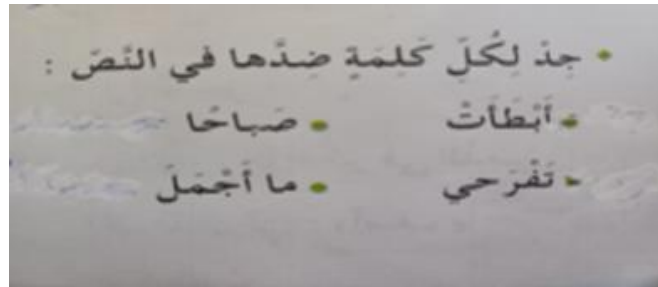 • جِدْ لِكُلِّ كَلِمَةٍ ضِدَّها في النَّصّ :
• أَبْطَأَتْ • صَباحًا
• تَفْرَحي • ما أَجْمَلَ